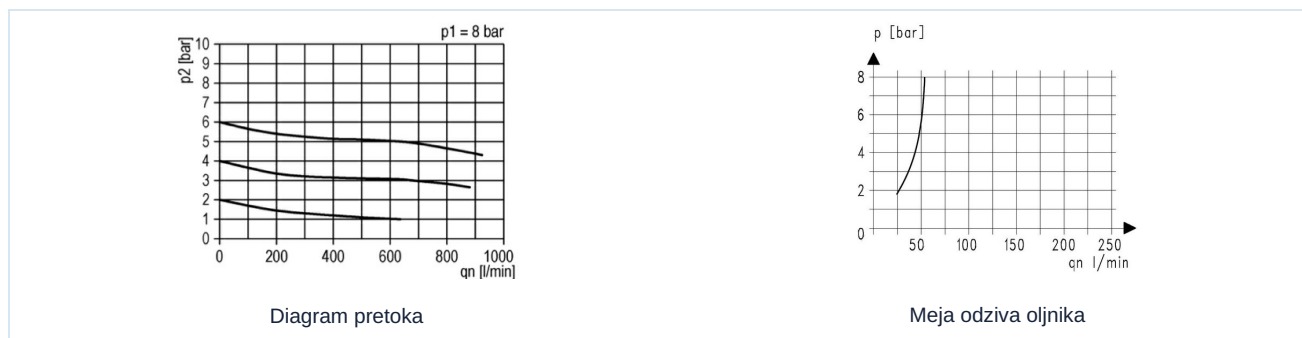 p1 = 8 bar
p2 [bar]
10
9
8
7
6
5
4
3
2
1
0
0 200 400 600 800 1000
qn [l/min]
Diagram pretoka
p [bar]
8
6
4
2
0
50 100 150 200 250
qn l/min
Meja odziva oljnika